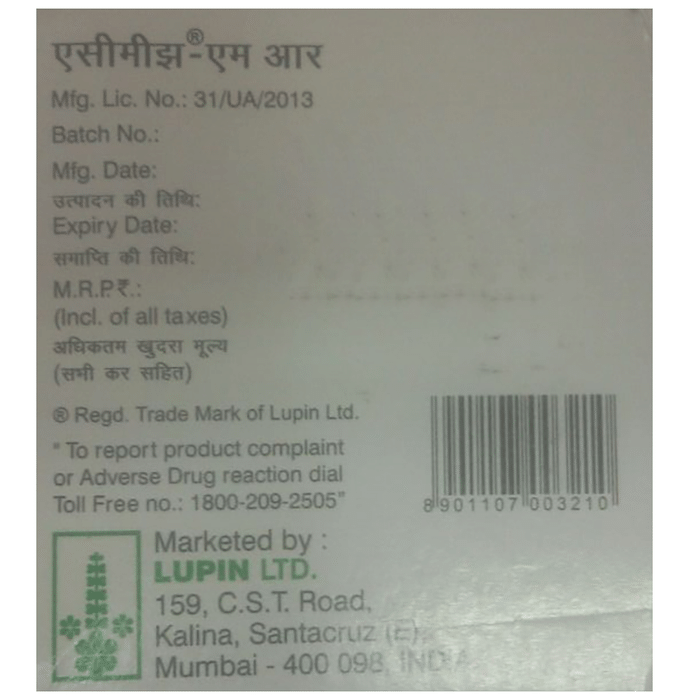 एसीमीझ®-एम आर
Mfg. Lic. No.: 31/UA/2013
Batch No.:
Mfg. Date:
उत्पादन की तिथि:
Expiry Date:
समाप्ति की तिथि:
M.R.P.₹.:
(Incl. of all taxes)
अधिकतम खुदरा मूल्य
(सभी कर सहित)
® Regd. Trade Mark of Lupin Ltd.
" To report product complaint
or Adverse Drug reaction dial
Toll Free no.: 1800-209-2505"
8 901107 003210
Marketed by :
LUPIN LTD.
159, C.S.T. Road,
Kalina, Santacruz (E),
Mumbai - 400 098, INDIA